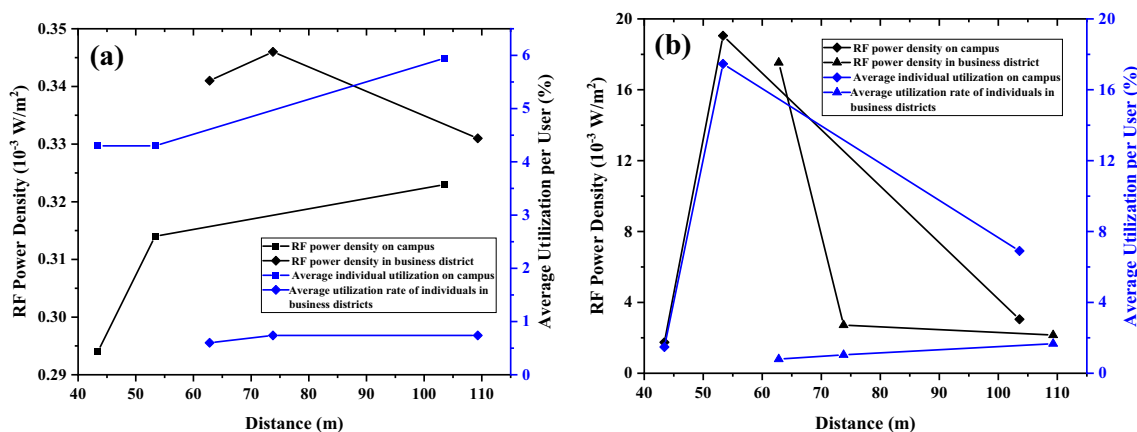 (a)
0.35
0.34
0.33
0.32
0.31
0.30
0.29
RF Power Density (10⁻³ W/m²)
40 50 60 70 80 90 100 110
Distance (m)
6
5
4
3
2
1
0
Average Utilization per User (%)
RF power density on campus
RF power density in business district
Average individual utilization on campus
Average utilization rate of individuals in
business districts
(b)
20
16
12
8
4
0
RF Power Density (10⁻³ W/m²)
40 50 60 70 80 90 100 110
Distance (m)
20
16
12
8
4
0
Average Utilization per User (%)
RF power density on campus
RF power density in business district
Average individual utilization on campus
Average utilization rate of individuals in
business districts